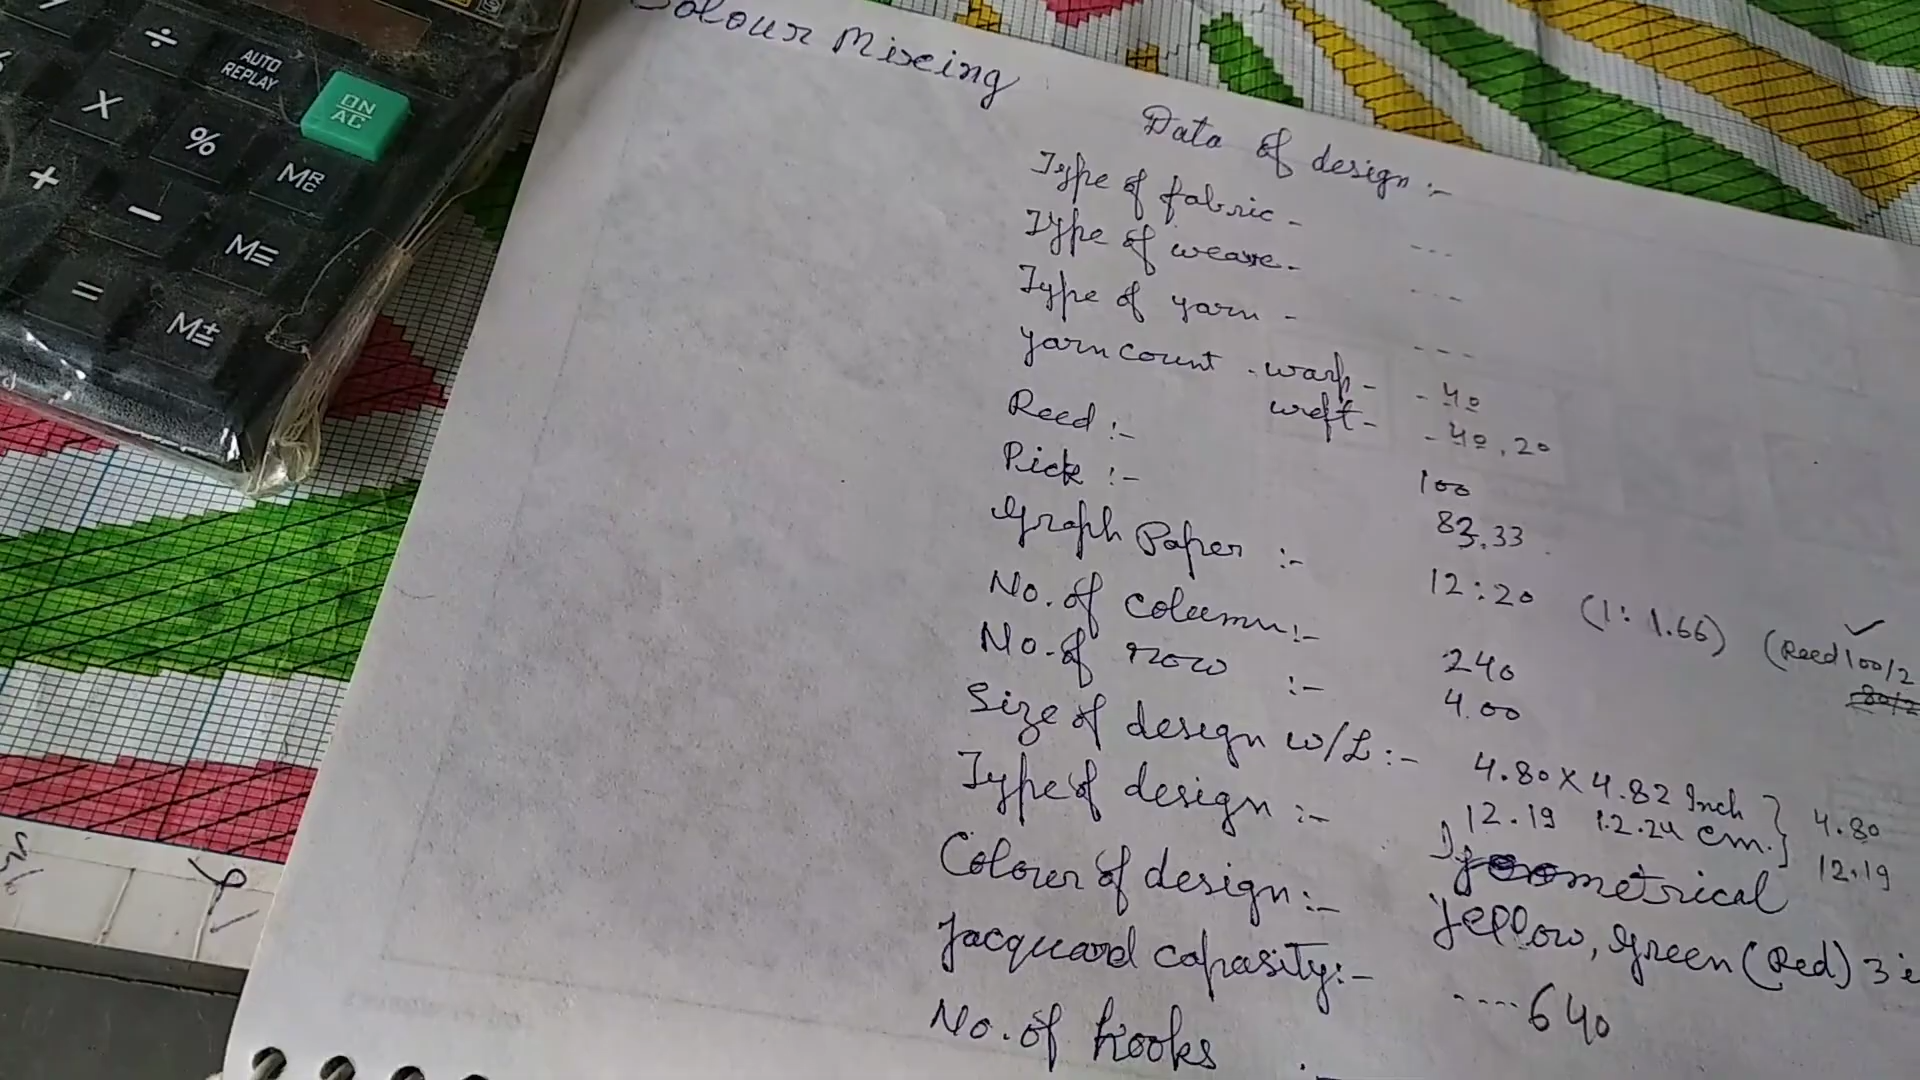 Colour Mixing
Data of design :-
Type of fabric - ---
Type of weave - ---
Type of yarn - ---
Yarn count - warp - - 40
weft - - 40, 20
Reed :- 100
Pick :- 83.33
Graph Paper :- 12:20 (1: 1.66) (Reed 100/2
80/2
No. of column :- 240
No. of row :- 400
Size of design w/L :- 4.80 X 4.82 Inch } 4.80
12.19 12.24 cm. } 12.19
Type of design :- geometrical
Colour of design :- Yellow, Green (Red) 3
Jacquard capasity :- ---- 640
No. of hooks :-
÷
AUTO REPLAY
ON AC
X
%
MRC
+
-
M=
=
M±